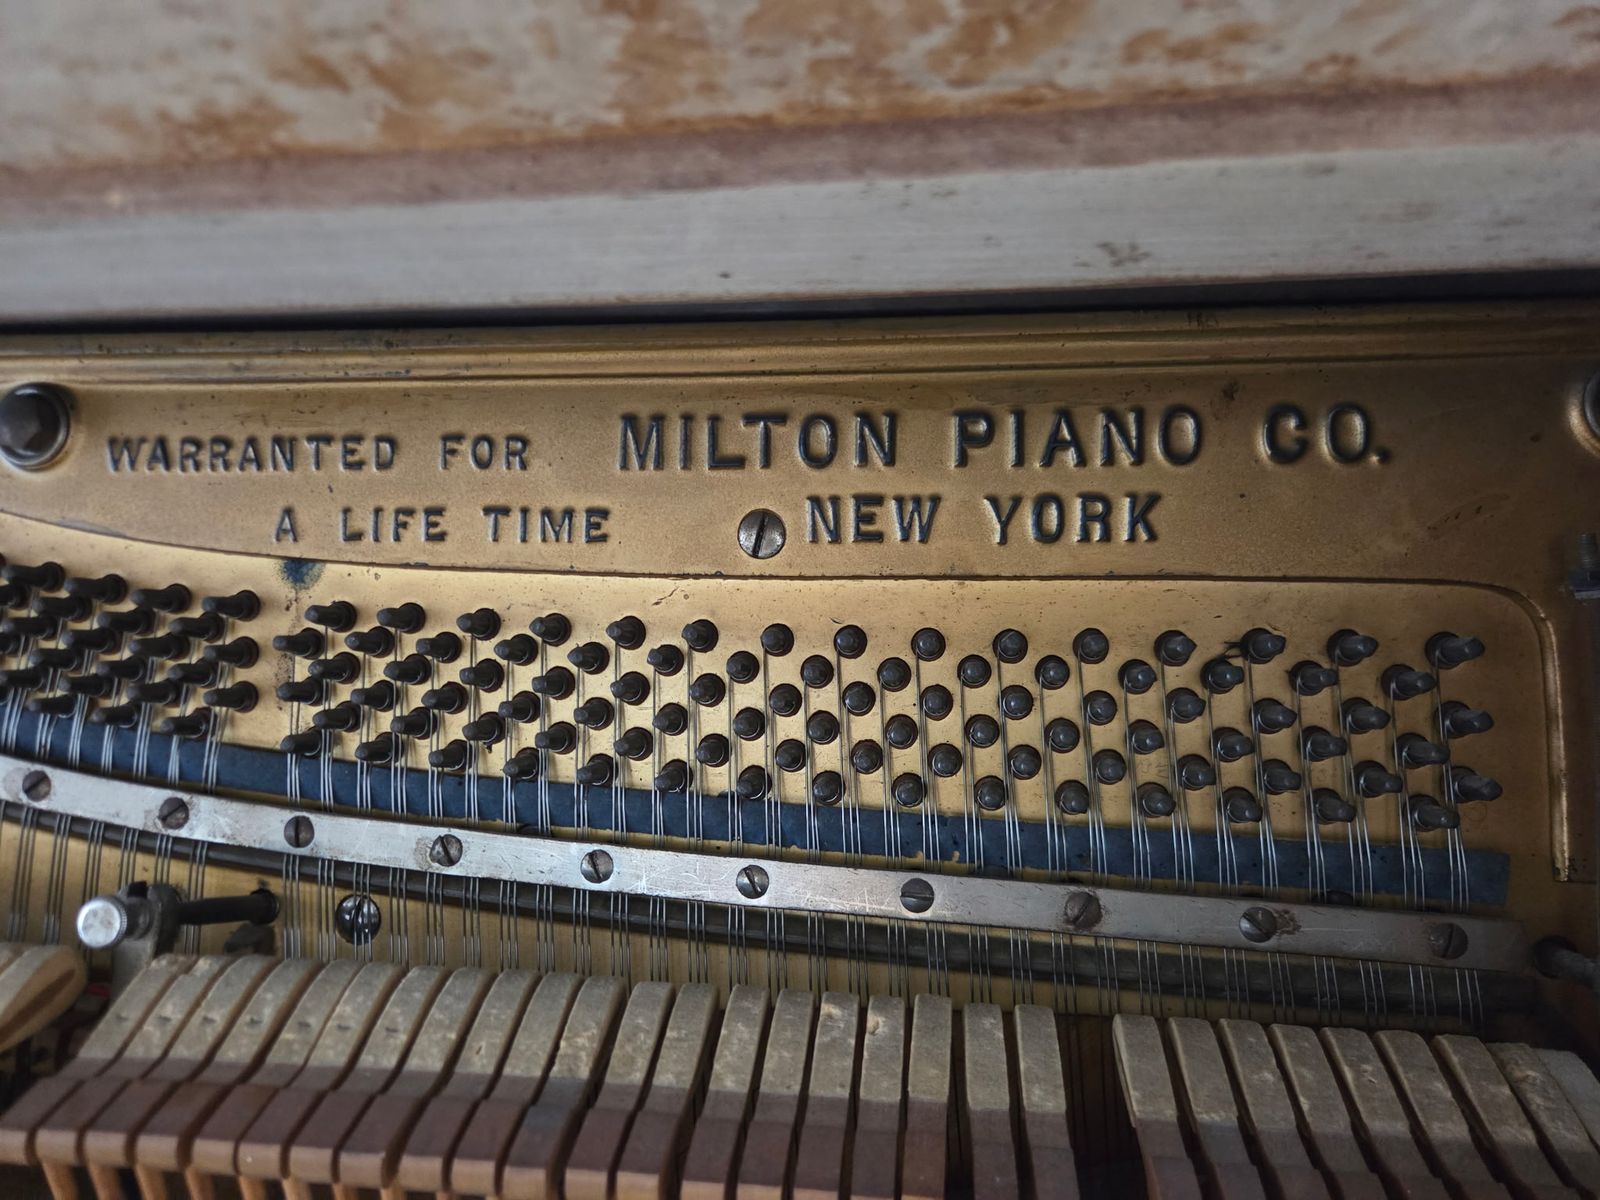 WARRANTED FOR
A LIFE TIME
MILTON PIANO CO.
NEW YORK